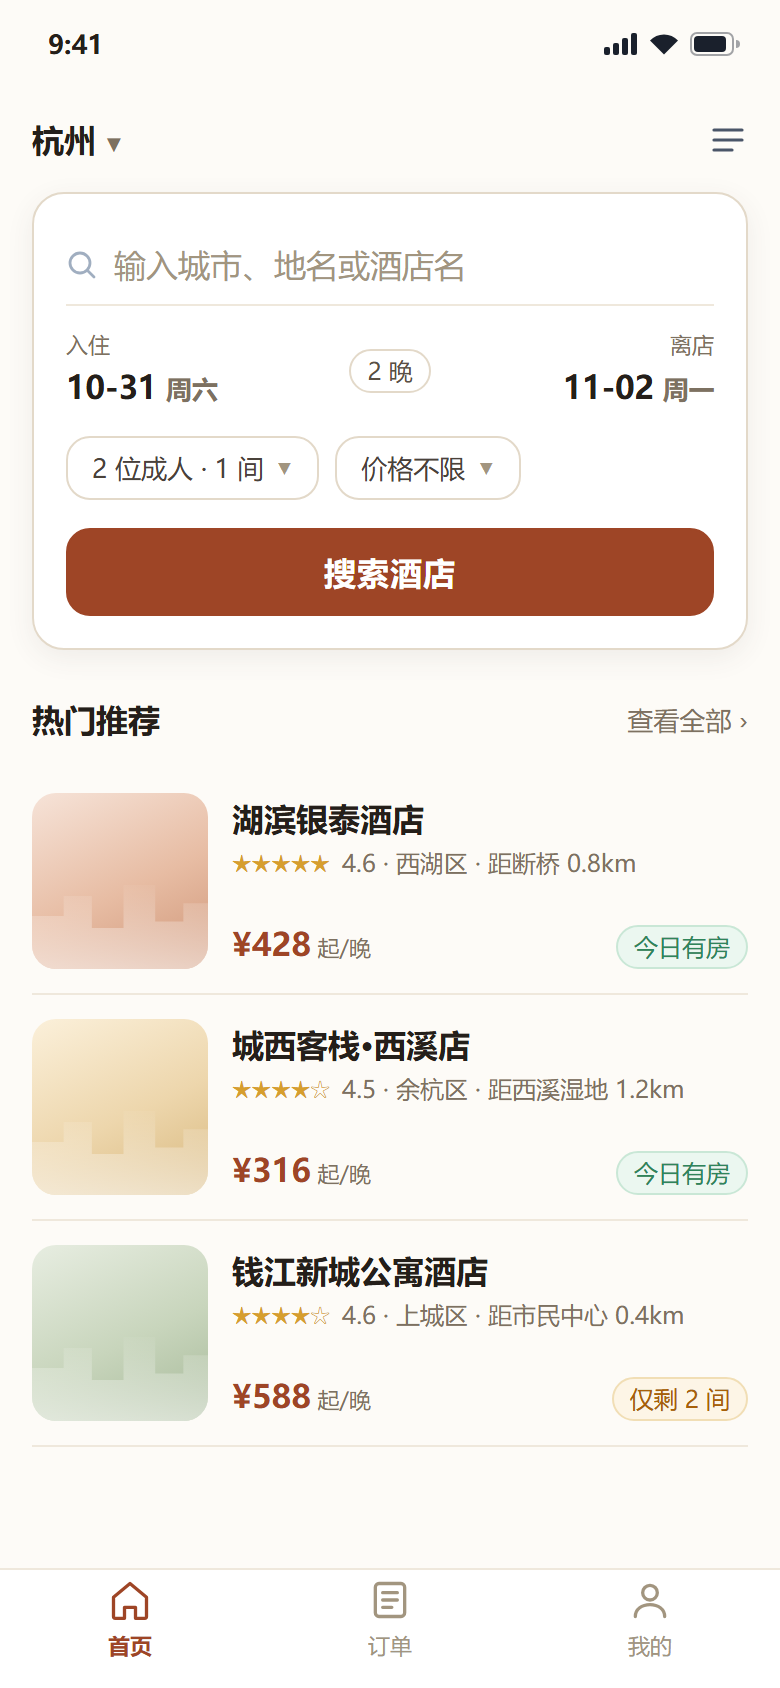 9:41
杭州 ▾
输入城市、地名或酒店名
入住
10-31 周六
2 晚
离店
11-02 周一
2 位成人 · 1 间 ▾
价格不限 ▾
搜索酒店
热门推荐
查看全部 ›
湖滨银泰酒店
★★★★★ 4.6 · 西湖区 · 距断桥 0.8km
¥428 起/晚
今日有房
城西客栈·西溪店
★★★★☆ 4.5 · 余杭区 · 距西溪湿地 1.2km
¥316 起/晚
今日有房
钱江新城公寓酒店
★★★★☆ 4.6 · 上城区 · 距市民中心 0.4km
¥588 起/晚
仅剩 2 间
首页
订单
我的